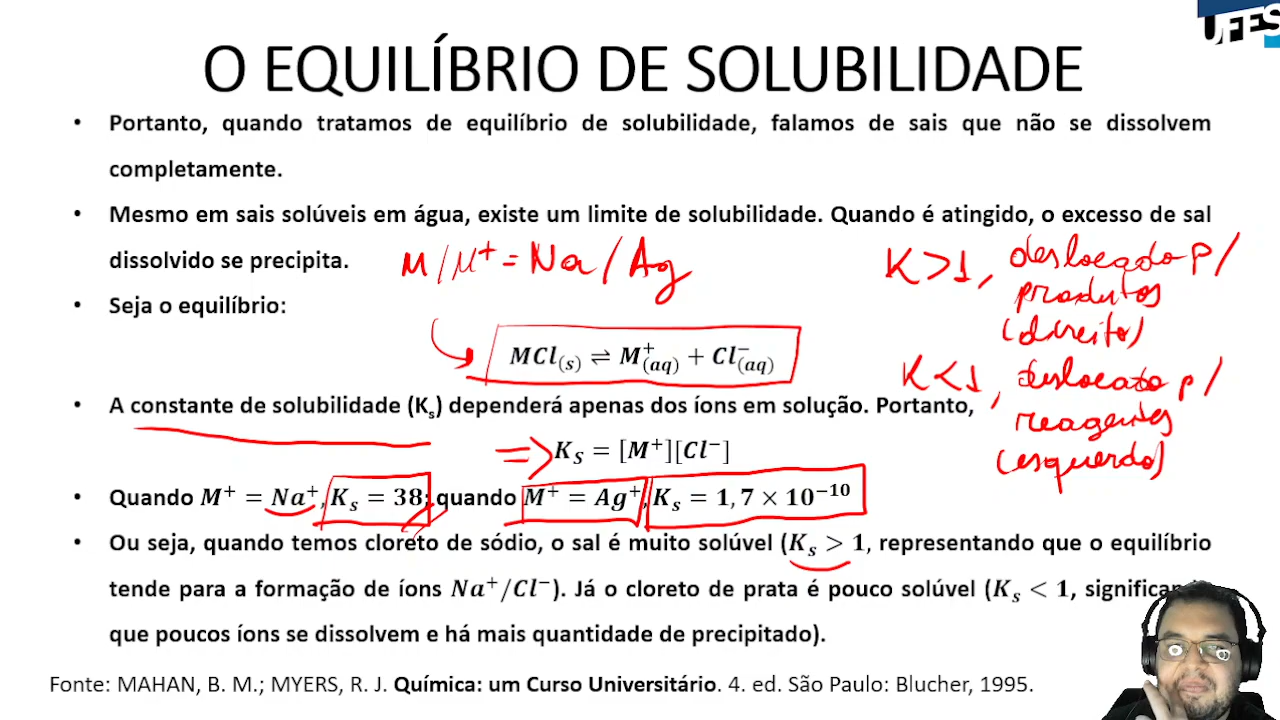 UFES
O EQUILÍBRIO DE SOLUBILIDADE
• Portanto, quando tratamos de equilíbrio de solubilidade, falamos de sais que não se dissolvem
completamente.
• Mesmo em sais solúveis em água, existe um limite de solubilidade. Quando é atingido, o excesso de sal
dissolvido se precipita.
M/M⁺ = Na/Ag
K>1, deslocado p/
produtos
(direito)
• Seja o equilíbrio:
MCl₍s₎ ⇌ M⁺₍aq₎ + Cl⁻₍aq₎
K<1, deslocado p/
reagentes
(esquerdo)
• A constante de solubilidade (Kₛ) dependerá apenas dos íons em solução. Portanto,
⇒ K_S = [M⁺][Cl⁻]
• Quando M⁺ = Na⁺, Kₛ = 38; quando M⁺ = Ag⁺, Kₛ = 1,7 × 10⁻¹⁰
• Ou seja, quando temos cloreto de sódio, o sal é muito solúvel (Kₛ > 1, representando que o equilíbrio
tende para a formação de íons Na⁺/Cl⁻). Já o cloreto de prata é pouco solúvel (Kₛ < 1,
que poucos íons se dissolvem e há mais quantidade de precipitado).
Fonte: MAHAN, B. M.; MYERS, R. J. Química: um Curso Universitário. 4. ed. São Paulo: Blucher, 1995.